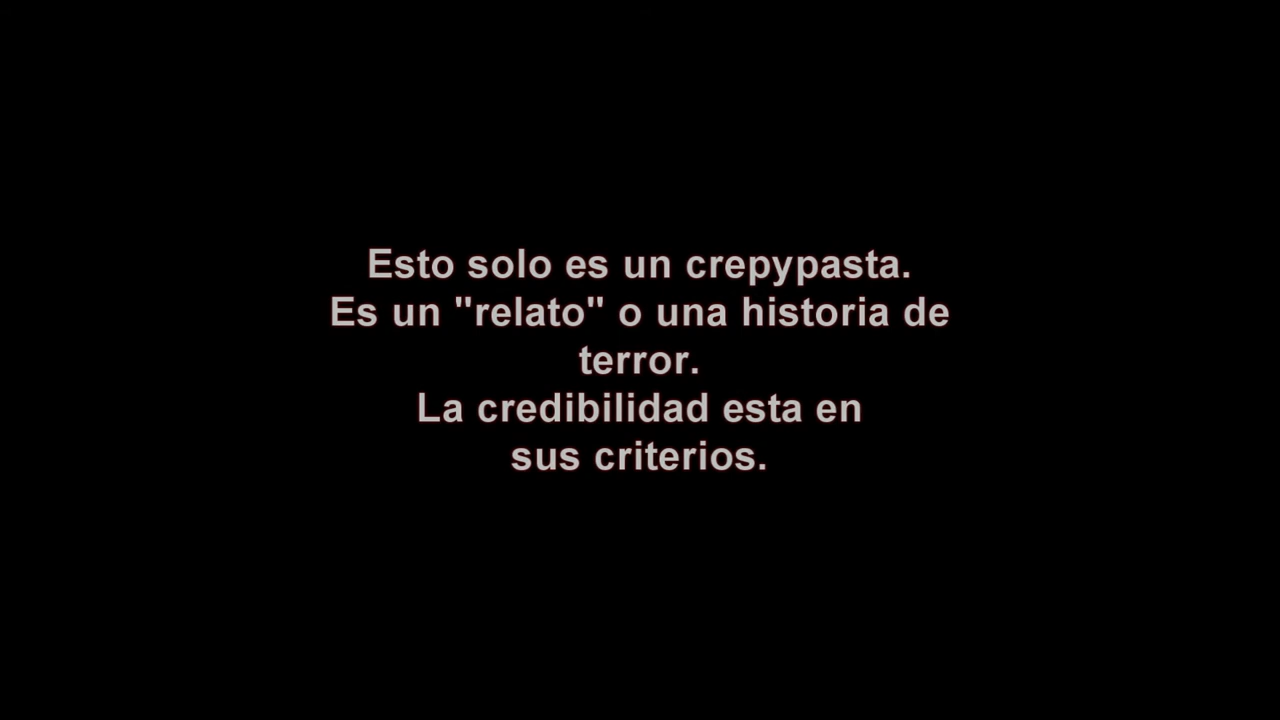 Esto solo es un crepypasta.
Es un "relato" o una historia de
terror.
La credibilidad esta en
sus criterios.